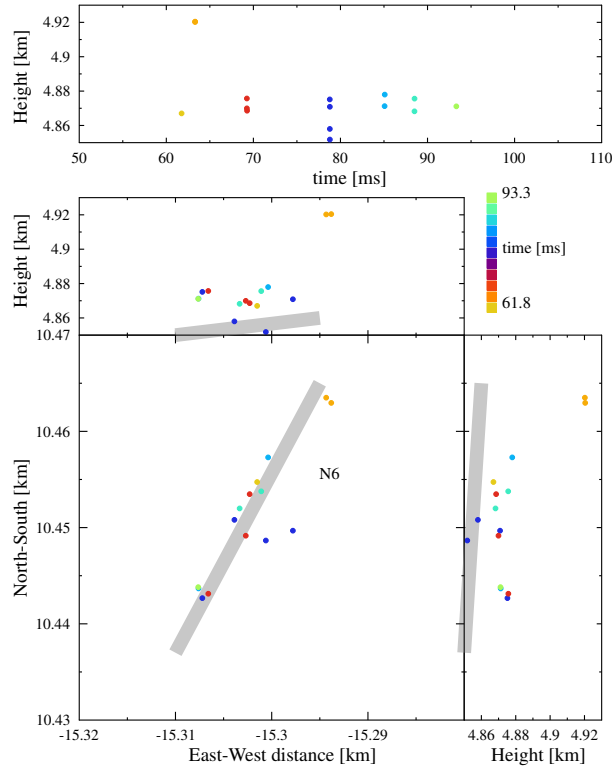 4.92
4.9
4.88
4.86
Height [km]
50 60 70 80 90 100 110
time [ms]
4.92
4.9
4.88
4.86
Height [km]
93.3
time [ms]
61.8
10.47
10.46
10.45
10.44
10.43
North-South [km]
N6
-15.32 -15.31 -15.3 -15.29
East-West distance [km]
4.86 4.88 4.9 4.92
Height [km]